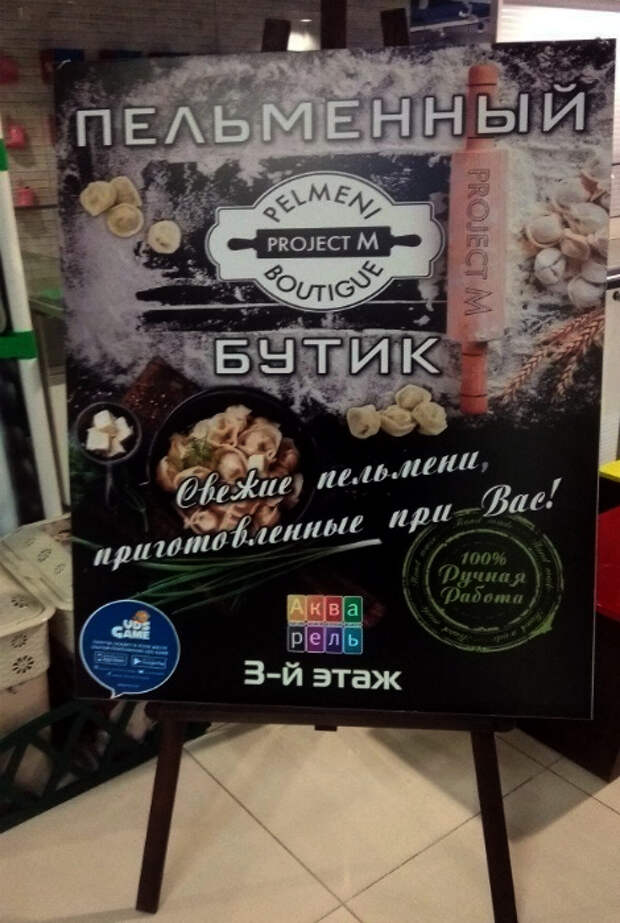 ПЕЛЬМЕННЫЙ
PELMENI
PROJECT M
BOUTIGUE
PROJECT M
БУТИК
Свежие пельмени,
приготовленные при Вас!
100%
Ручная
Работа
Аква
рель
3-й этаж
UDS
GAME